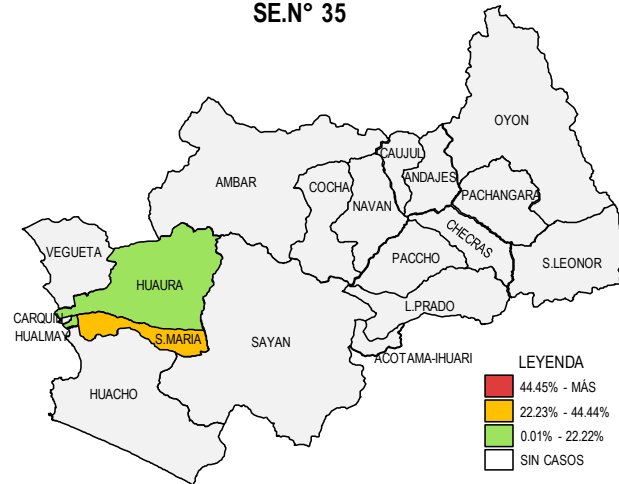 SE.N° 35
OYON
CAUJUL
ANDAJES
AMBAR
COCHA
NAVAN
PACHANGARA
CHECRAS
VEGUETA
PACCHO
S.LEONOR
HUAURA
L.PRADO
CARQUIN
HUALMAY
S.MARIA
SAYAN
ACOTAMA-IHUARI
HUACHO
LEYENDA
44.45% - MÁS
22.23% - 44.44%
0.01% - 22.22%
SIN CASOS